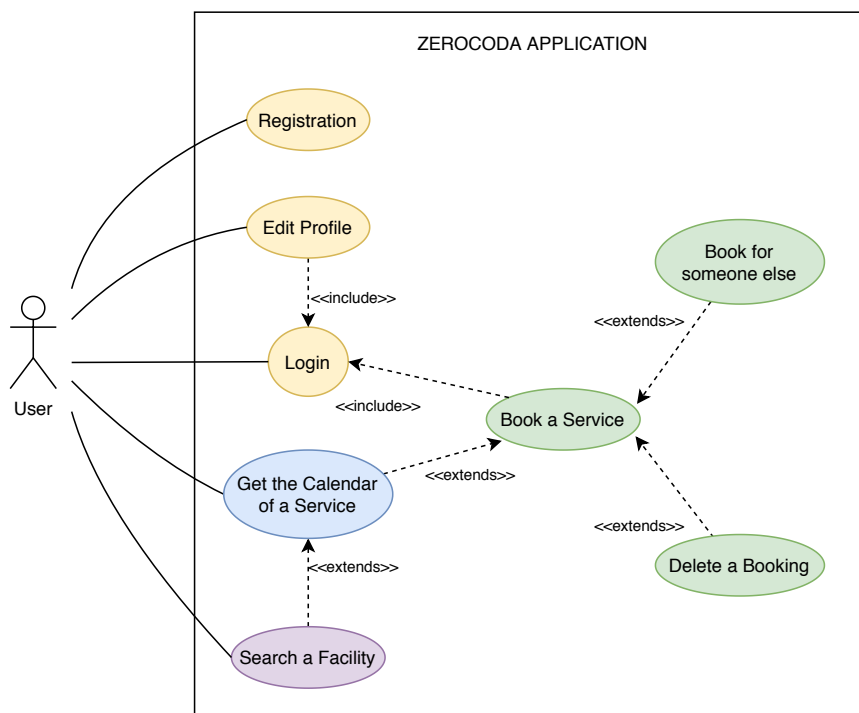 ZEROCODA APPLICATION
Registration
Edit Profile
<<include>>
Book for
someone else
<<extends>>
User
Login
<<include>>
Book a Service
Get the Calendar
of a Service
<<extends>>
<<extends>>
Delete a Booking
<<extends>>
Search a Facility